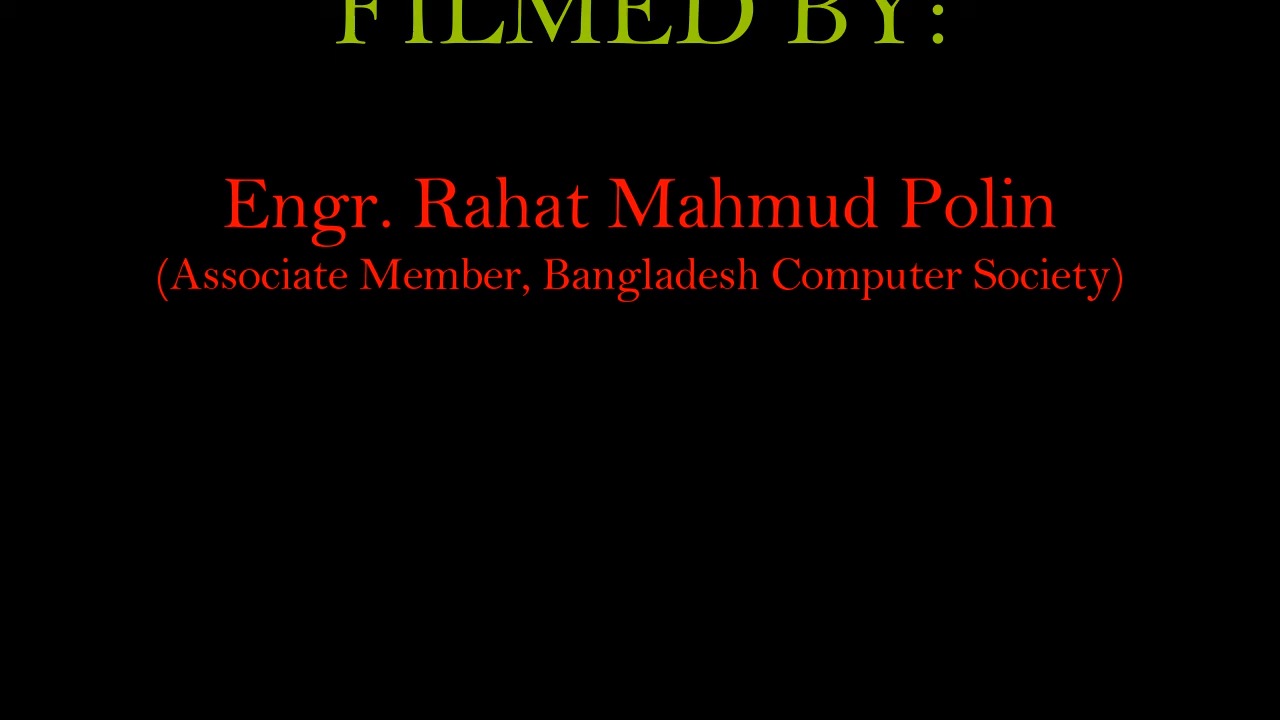 FILMED BY:
Engr. Rahat Mahmud Polin
(Associate Member, Bangladesh Computer Society)